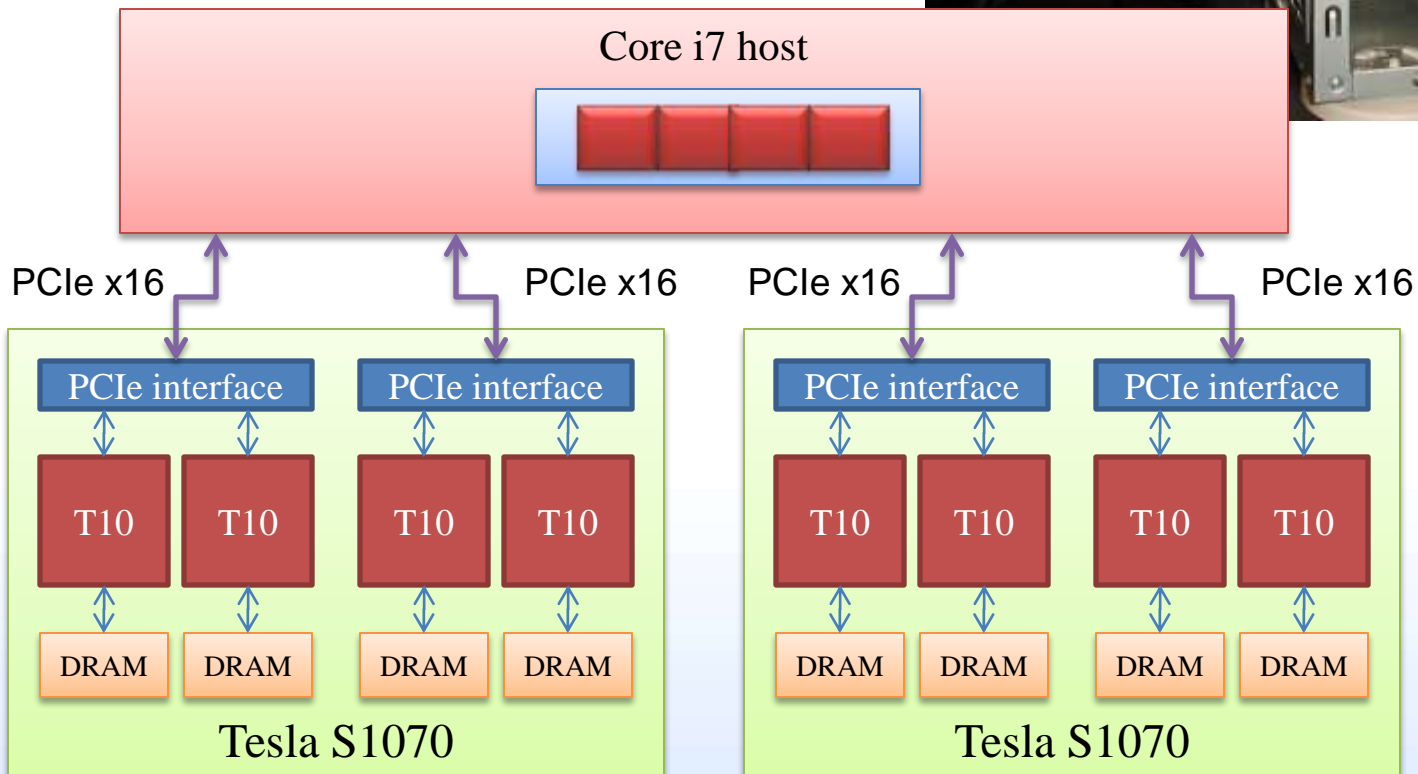 Core i7 host
PCIe x16 PCIe x16 PCIe x16 PCIe x16
PCIe interface PCIe interface PCIe interface PCIe interface
T10 T10 T10 T10 T10 T10 T10 T10
DRAM DRAM DRAM DRAM DRAM DRAM DRAM DRAM
Tesla S1070 Tesla S1070